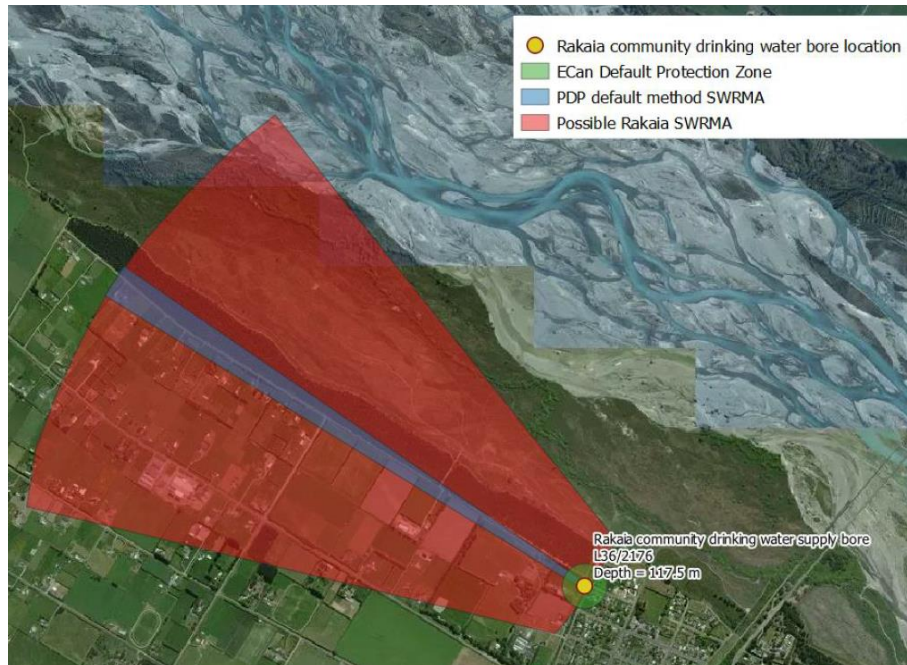 Rakaia community drinking water bore location
ECan Default Protection Zone
PDP default method SWRMA
Possible Rakaia SWRMA
Rakaia community drinking water supply bore
L36/2176
Depth = 117.5 m